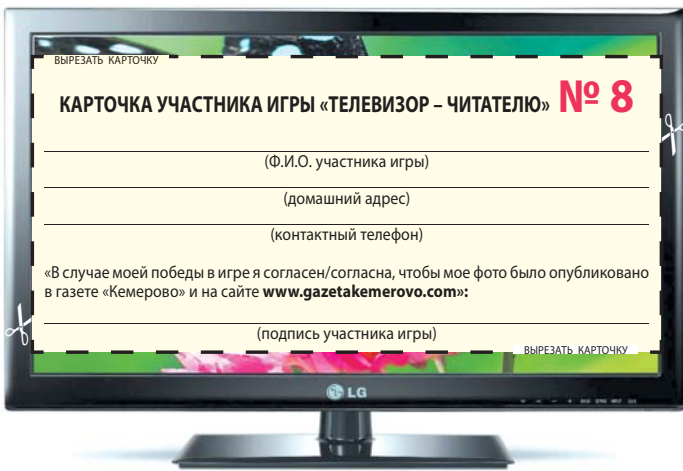 ВЫРЕЗАТЬ КАРТОЧКУ
КАРТОЧКА УЧАСТНИКА ИГРЫ «ТЕЛЕВИЗОР – ЧИТАТЕЛЮ» № 8
(Ф.И.О. участника игры)
(домашний адрес)
(контактный телефон)
«В случае моей победы в игре я согласен/согласна, чтобы мое фото было опубликовано
в газете «Кемерово» и на сайте www.gazetakemerovo.com»:
(подпись участника игры)
ВЫРЕЗАТЬ КАРТОЧКУ
LG